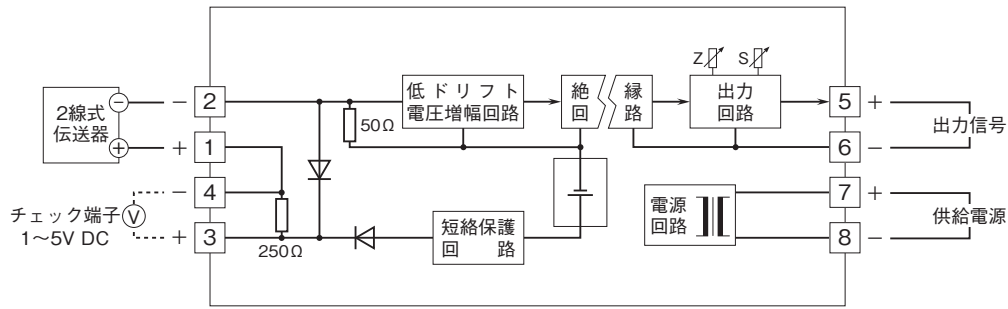 2線式
伝送器
−
+
−
2
+
1
−
4
+
3
チェック端子
V
1～5V DC
250Ω
50Ω
低ドリフト
電圧増幅回路
絶
回
縁
路
Z
S
出力
回路
短絡保護
回路
電源
回路
5
+
6
−
出力信号
7
+
8
−
供給電源